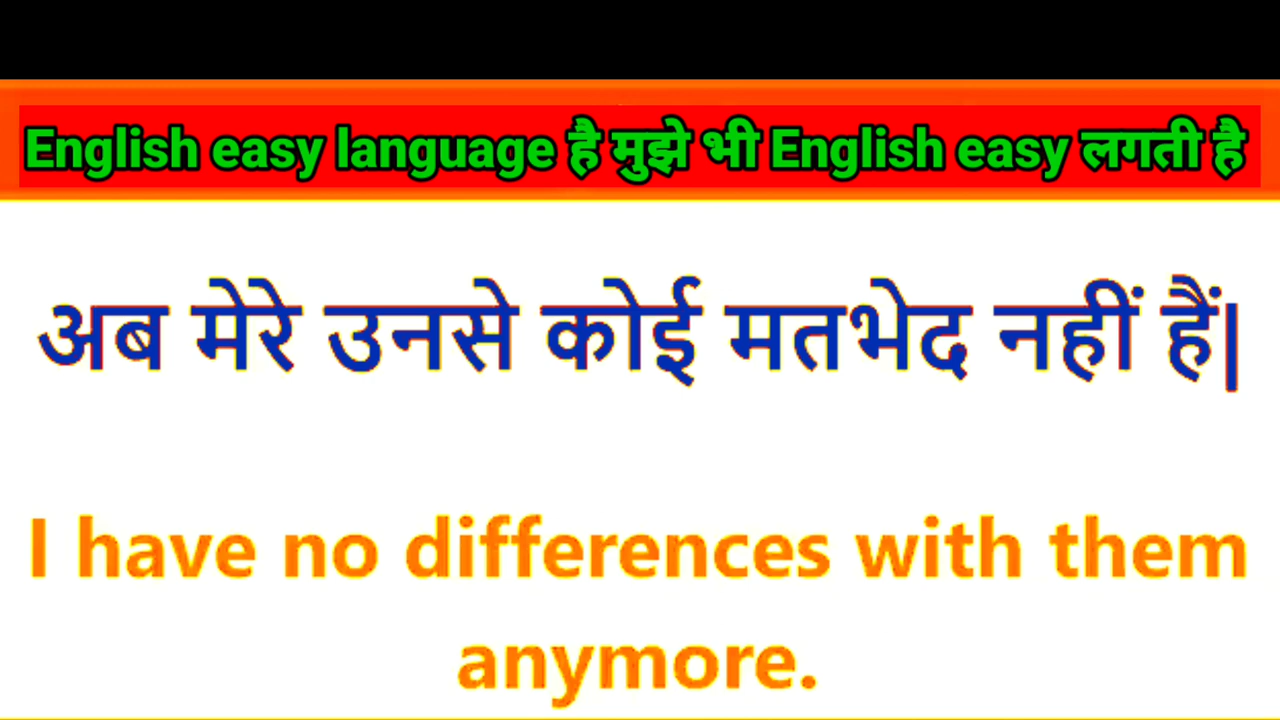 English easy language है मुझे भी English easy लगती है
अब मेरे उनसे कोई मतभेद नहीं हैं|
I have no differences with them
anymore.